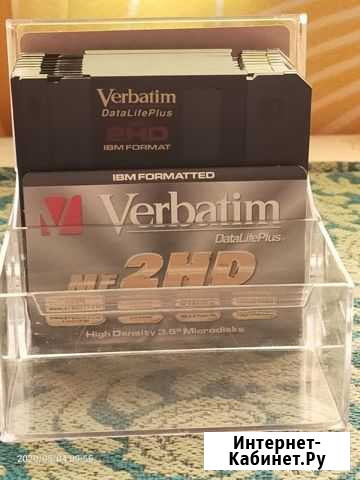 Verbatim
DataLifePlus
2HD
IBM FORMAT
IBM FORMATTED
Verbatim
DataLifePlus
MF 2HD
High Density 3.5" Microdisks
2020/05/04 09:56
Интернет-
Кабинет.Ру